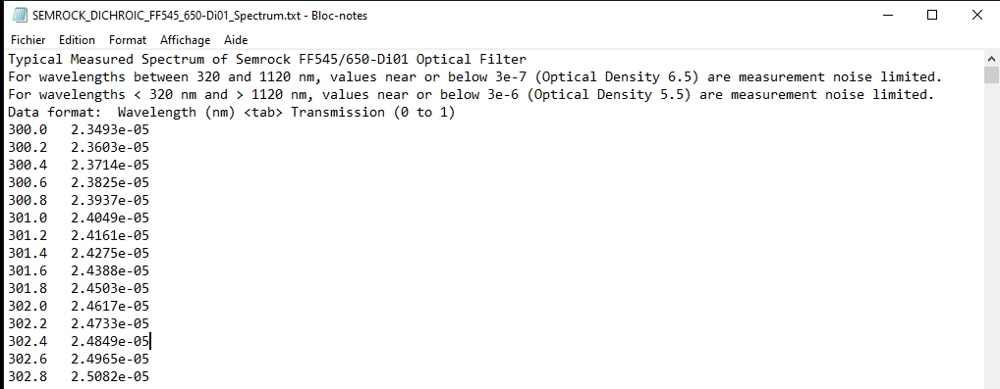 SEMROCK_DICHROIC_FF545_650-Di01_Spectrum.txt - Bloc-notes
Fichier Edition Format Affichage Aide
Typical Measured Spectrum of Semrock FF545/650-Di01 Optical Filter
For wavelengths between 320 and 1120 nm, values near or below 3e-7 (Optical Density 6.5) are measurement noise limited.
For wavelengths < 320 nm and > 1120 nm, values near or below 3e-6 (Optical Density 5.5) are measurement noise limited.
Data format:  Wavelength (nm) <tab> Transmission (0 to 1)
300.0	2.3493e-05
300.2	2.3603e-05
300.4	2.3714e-05
300.6	2.3825e-05
300.8	2.3937e-05
301.0	2.4049e-05
301.2	2.4161e-05
301.4	2.4275e-05
301.6	2.4388e-05
301.8	2.4503e-05
302.0	2.4617e-05
302.2	2.4733e-05
302.4	2.4849e-05
302.6	2.4965e-05
302.8	2.5082e-05